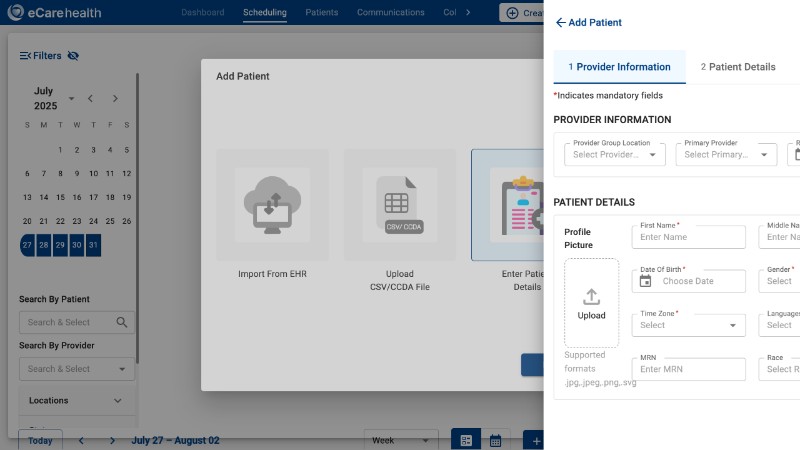 eCarehealth
Dashboard
Scheduling
Patients
Communications
Filters
July
2025
S M T W T F S
1 2 3 4 5
6 7 8 9 10 11 12
13 14 15 16 17 18 19
20 21 22 23 24 25 26
27 28 29 30 31
Search By Patient
Search & Select
Search By Provider
Search & Select
Locations
Today
July 27 – August 02
Week
Add Patient
CSV/ CCDA
Import From EHR
Upload
CSV/CCDA File
Enter
Details
Add Patient
1 Provider Information
2 Patient Details
*Indicates mandatory fields
PROVIDER INFORMATION
Provider Group Location
Select Provider...
Primary Provider
Select Primary...
PATIENT DETAILS
Profile
Picture
Upload
Supported
formats
.jpg,.jpeg,.png,.svg
First Name *
Enter Name
Enter
Date Of Birth *
Choose Date
Gender *
Select
Time Zone *
Select
Languages
Select
MRN
Enter MRN
Race
Select